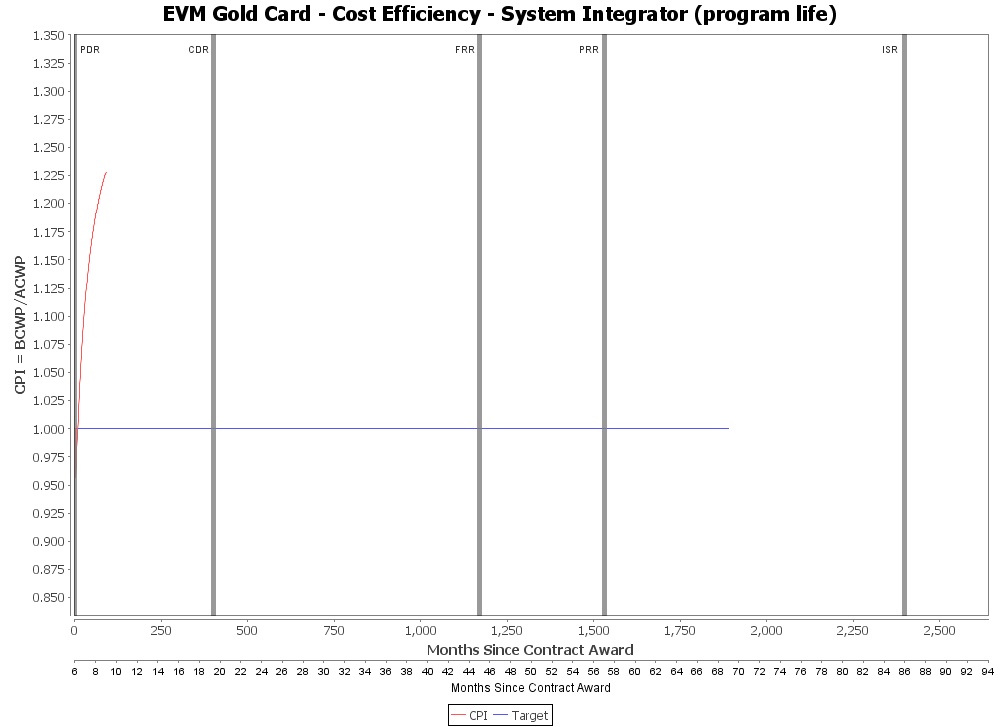 EVM Gold Card - Cost Efficiency - System Integrator (program life)
1.350
PDR CDR FRR PRR ISR
1.325
1.300
1.275
1.250
1.225
1.200
1.175
1.150
1.125
1.100
1.075
1.050
1.025
1.000
0.975
0.950
0.925
0.900
0.875
0.850
CPI = BCWP/ACWP
0 250 500 750 1,000 1,250 1,500 1,750 2,000 2,250 2,500
Months Since Contract Award
6 8 10 12 14 16 18 20 22 24 26 28 30 32 34 36 38 40 42 44 46 48 50 52 54 56 58 60 62 64 66 68 70 72 74 76 78 80 82 84 86 88 90 92 94
Months Since Contract Award
CPI Target